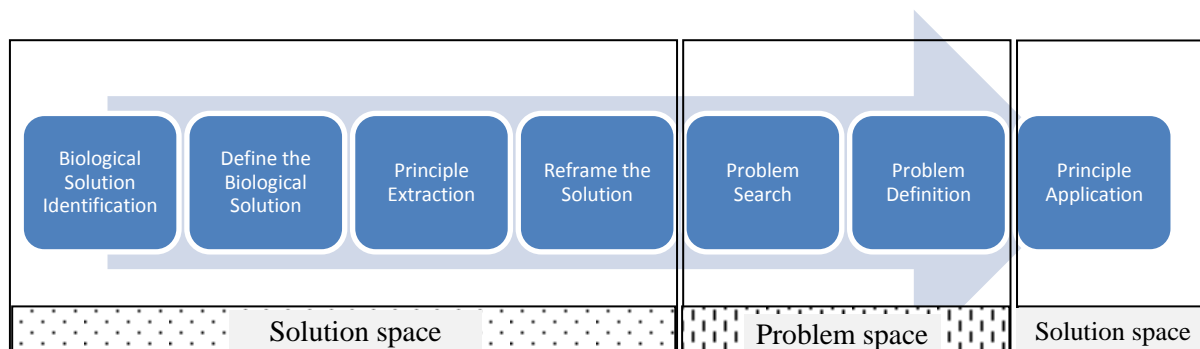 Biological
Solution
Identification
Define the
Biological
Solution
Principle
Extraction
Reframe the
Solution
Problem
Search
Problem
Definition
Principle
Application
Solution space
Problem space
Solution space